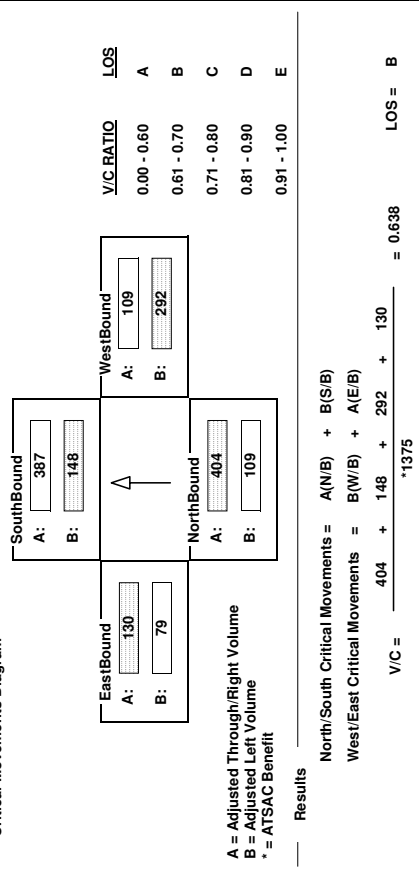 SouthBound
A: 387
B: 148
EastBound
A: 130
B: 79
WestBound
A: 109
B: 292
NorthBound
A: 404
B: 109
V/C RATIO LOS
0.00 - 0.60 A
0.61 - 0.70 B
0.71 - 0.80 C
0.81 - 0.90 D
0.91 - 1.00 E
A = Adjusted Through/Right Volume
B = Adjusted Left Volume
* = ATSAC Benefit
Results
North/South Critical Movements = A(N/B) + B(S/B)
West/East Critical Movements = B(W/B) + A(E/B)
V/C = 404 + 148 + 292 + 130 = 0.638 LOS = B
*1375